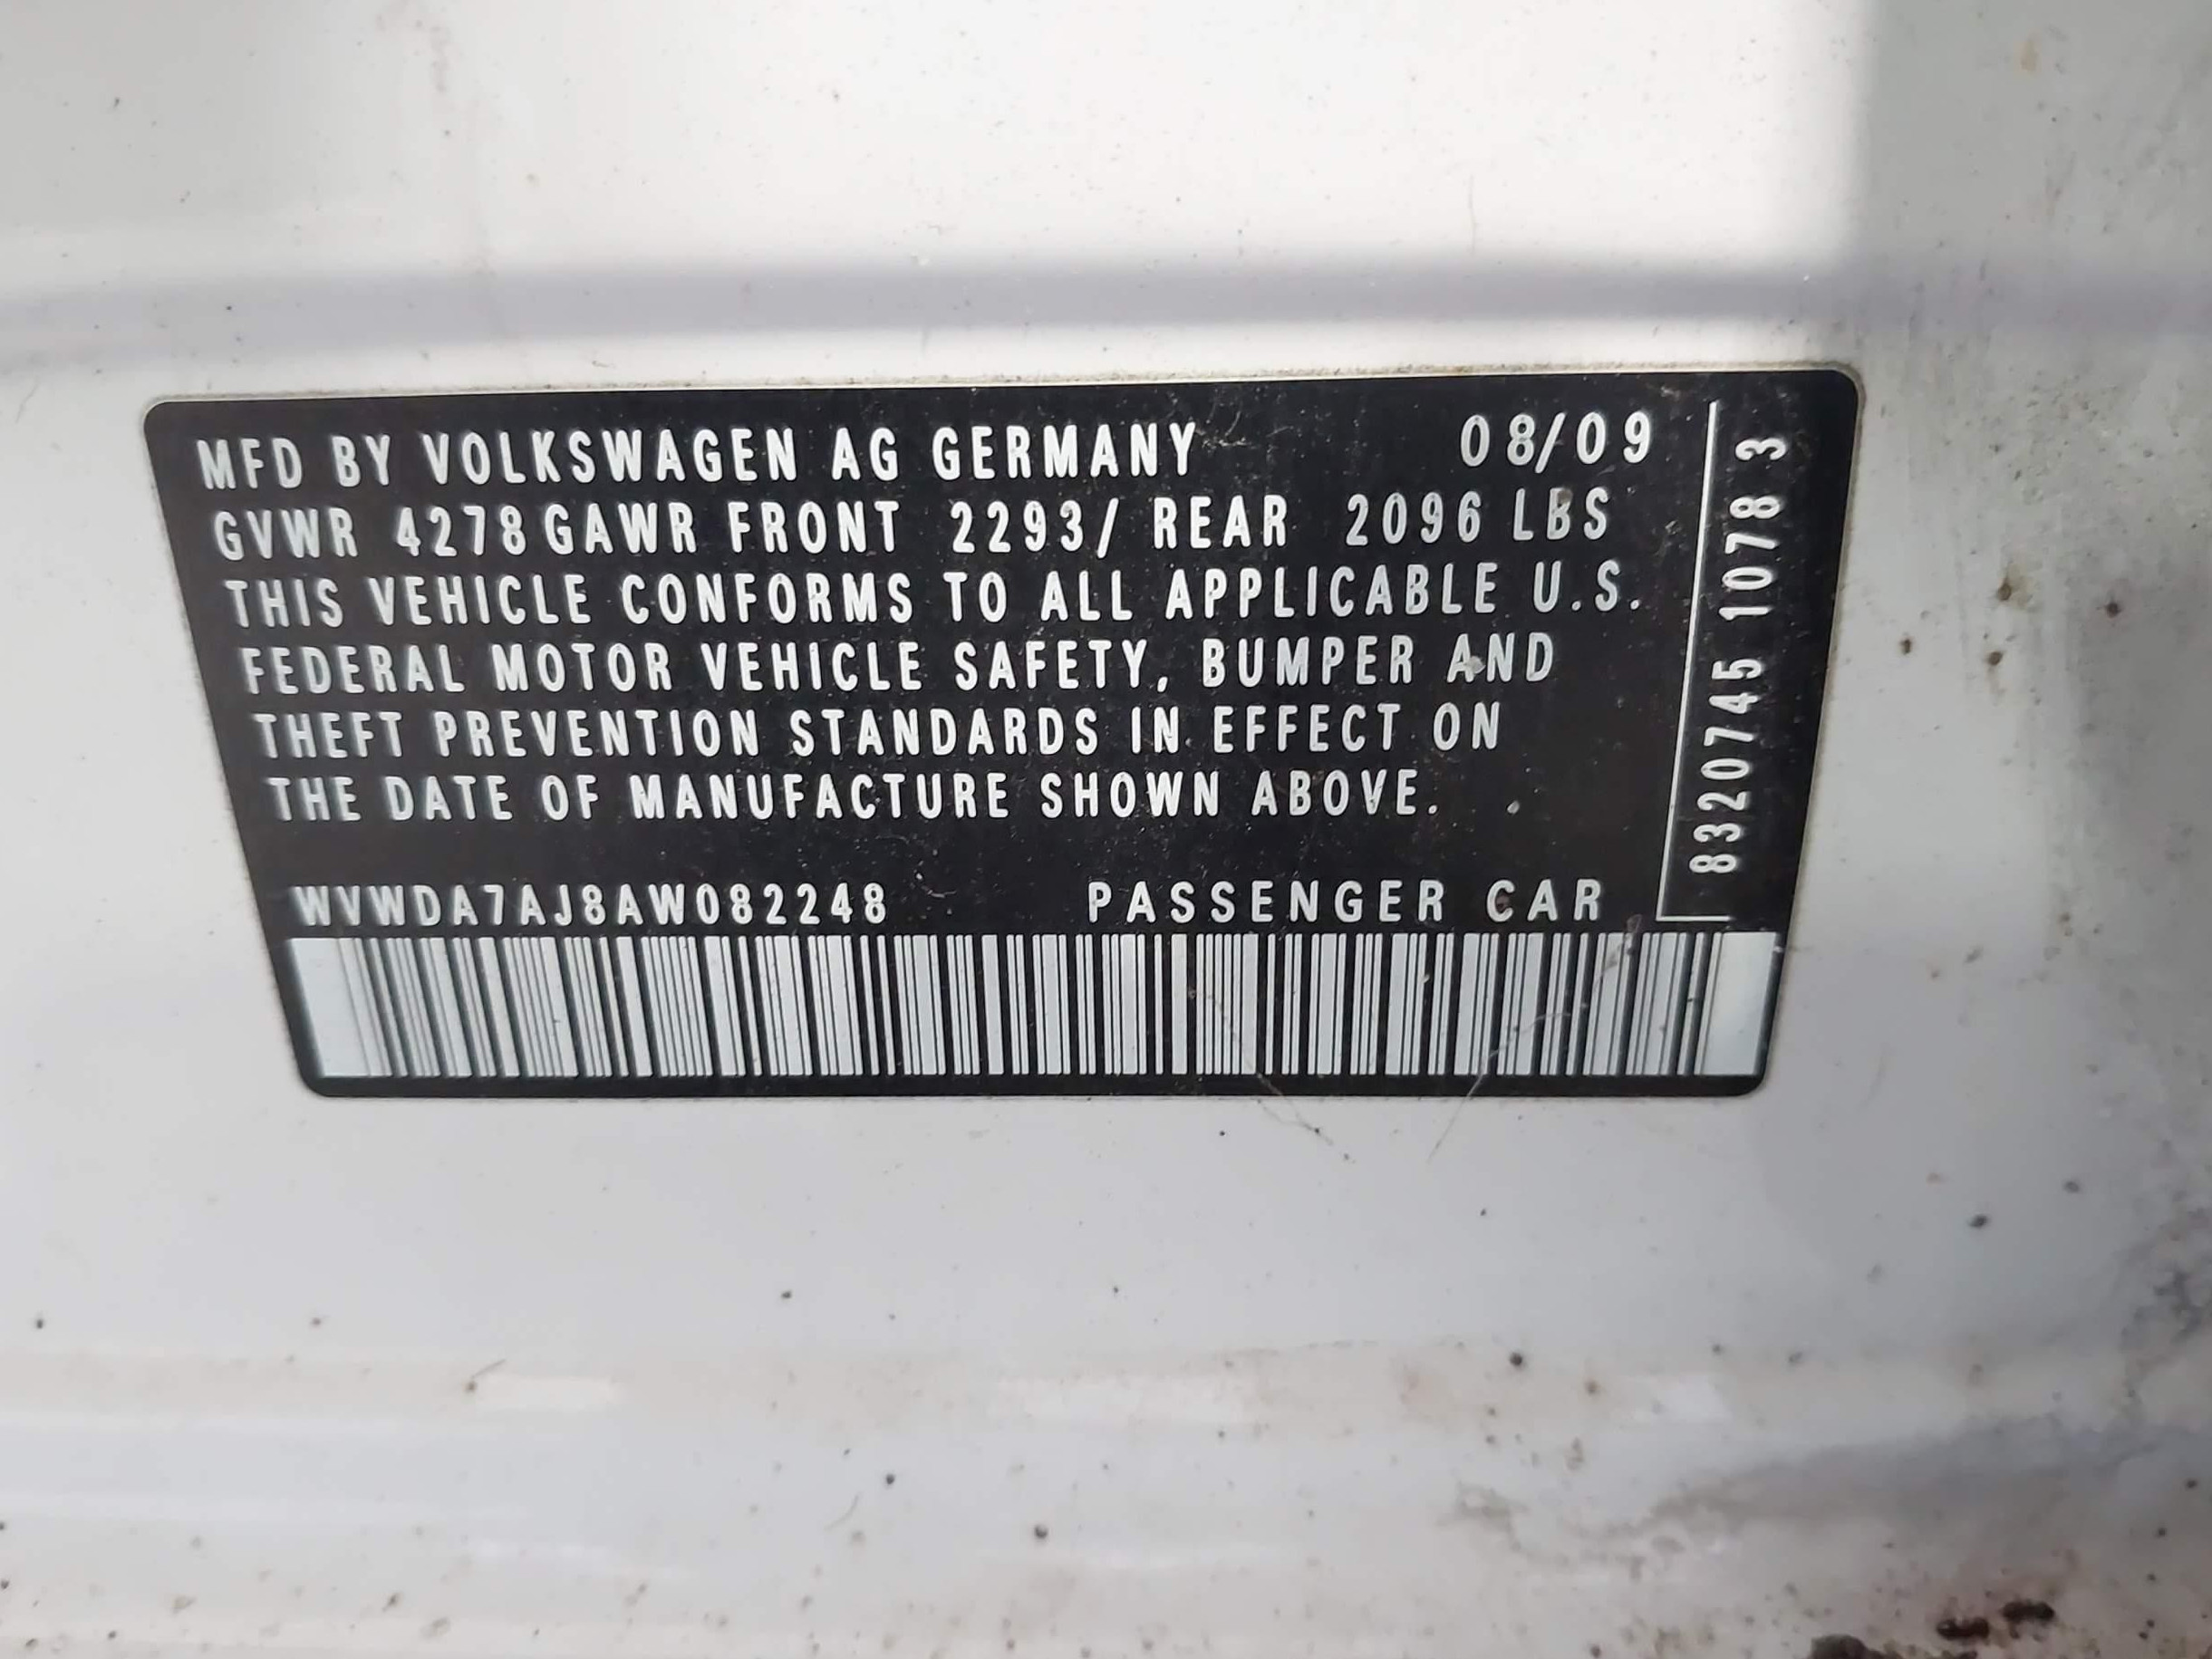 MFD BY VOLKSWAGEN AG GERMANY 08/09
GVWR 4278 GAWR FRONT 2293/ REAR 2096 LBS
THIS VEHICLE CONFORMS TO ALL APPLICABLE U.S.
FEDERAL MOTOR VEHICLE SAFETY, BUMPER AND
THEFT PREVENTION STANDARDS IN EFFECT ON
THE DATE OF MANUFACTURE SHOWN ABOVE.
WVWDA7AJ8AW082248 PASSENGER CAR
8320745 1078 3